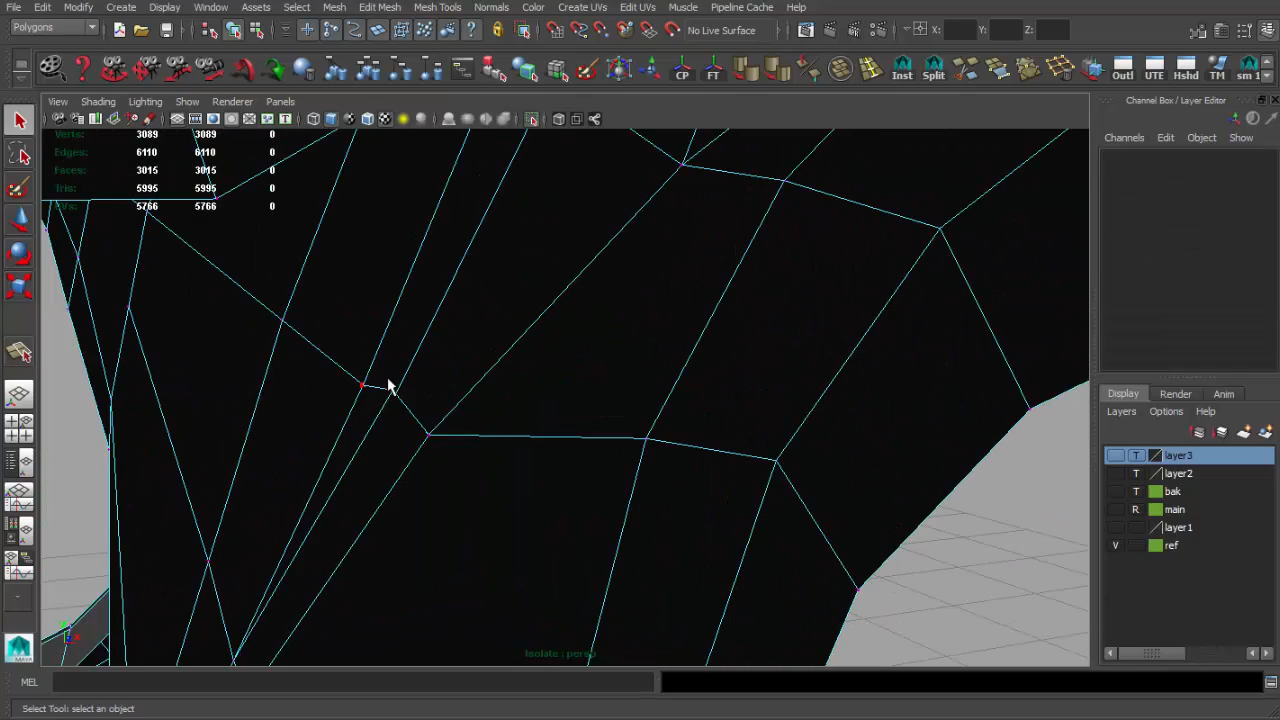 File Edit Modify Create Display Window Assets Select Mesh Edit Mesh Mesh Tools Normals Color Create UVs Edit UVs Muscle Pipeline Cache Help
Polygons No Live Surface X: Y: Z:
CP FT Inst Split Outl UTE Hshd TM sm 1
View Shading Lighting Show Renderer Panels
Channel Box / Layer Editor
Channels Edit Object Show
Verts: 3089 3089 0
Edges: 6110 6110 0
Faces: 3015 3015 0
Tris: 5995 5995 0
UVs: 5766 5766 0
Display Render Anim
Layers Options Help
T layer3
T layer2
T bak
R main
layer1
V ref
Isolate : persp
MEL
Select Tool: select an object